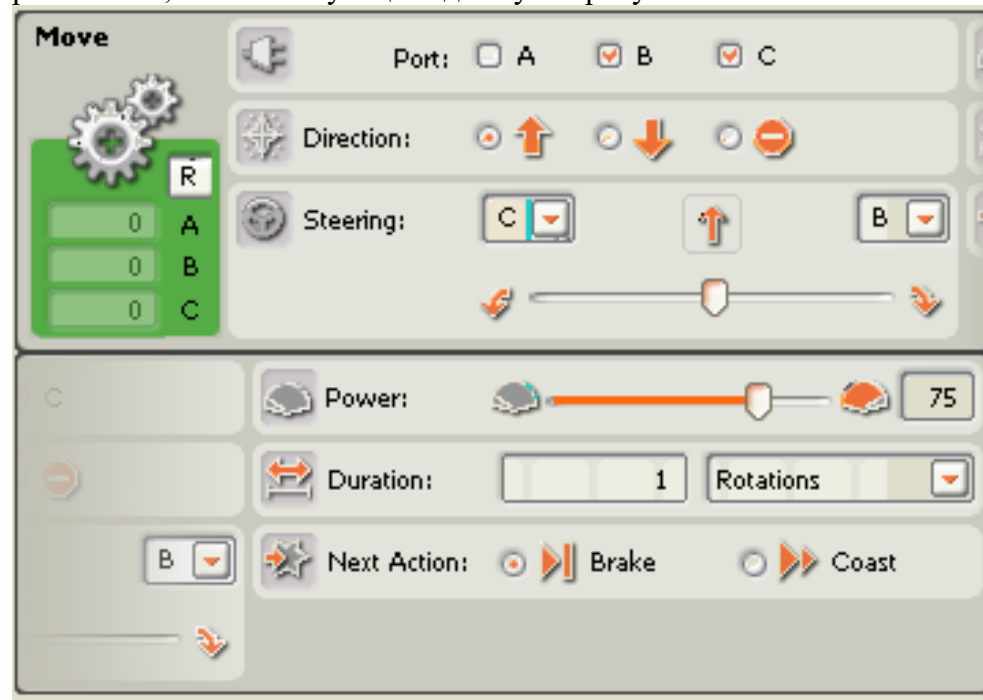 Move
Port: A B C
Direction:
R
Steering: C B
0 A
0 B
0 C
C
Power: 75
Duration: 1 Rotations
B
Next Action: Brake Coast